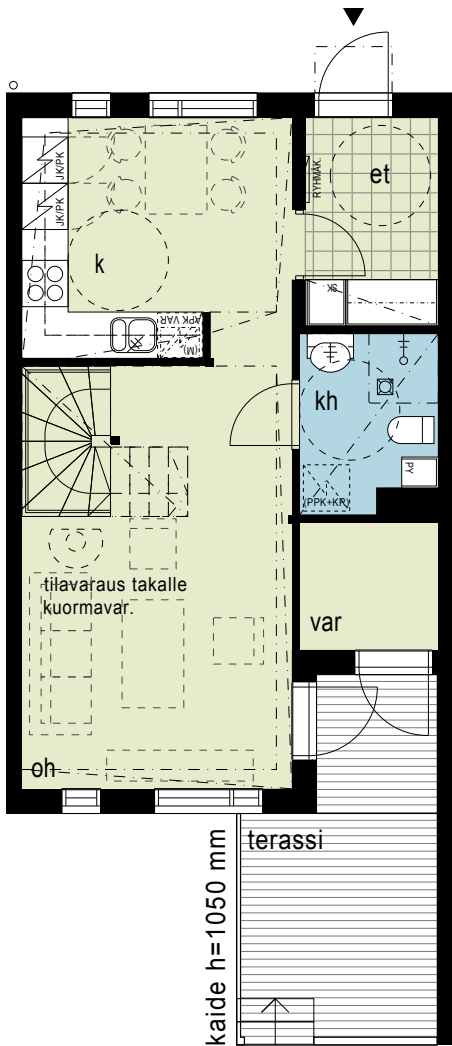 et
RYHMÄK.
JK/PK
JK/PK
k
SK
APK VAR
(M)
kh
PY
(PPK+KR)
tilavaraus takalle
kuormavar.
var
oh
terassi
kaide h=1050 mm